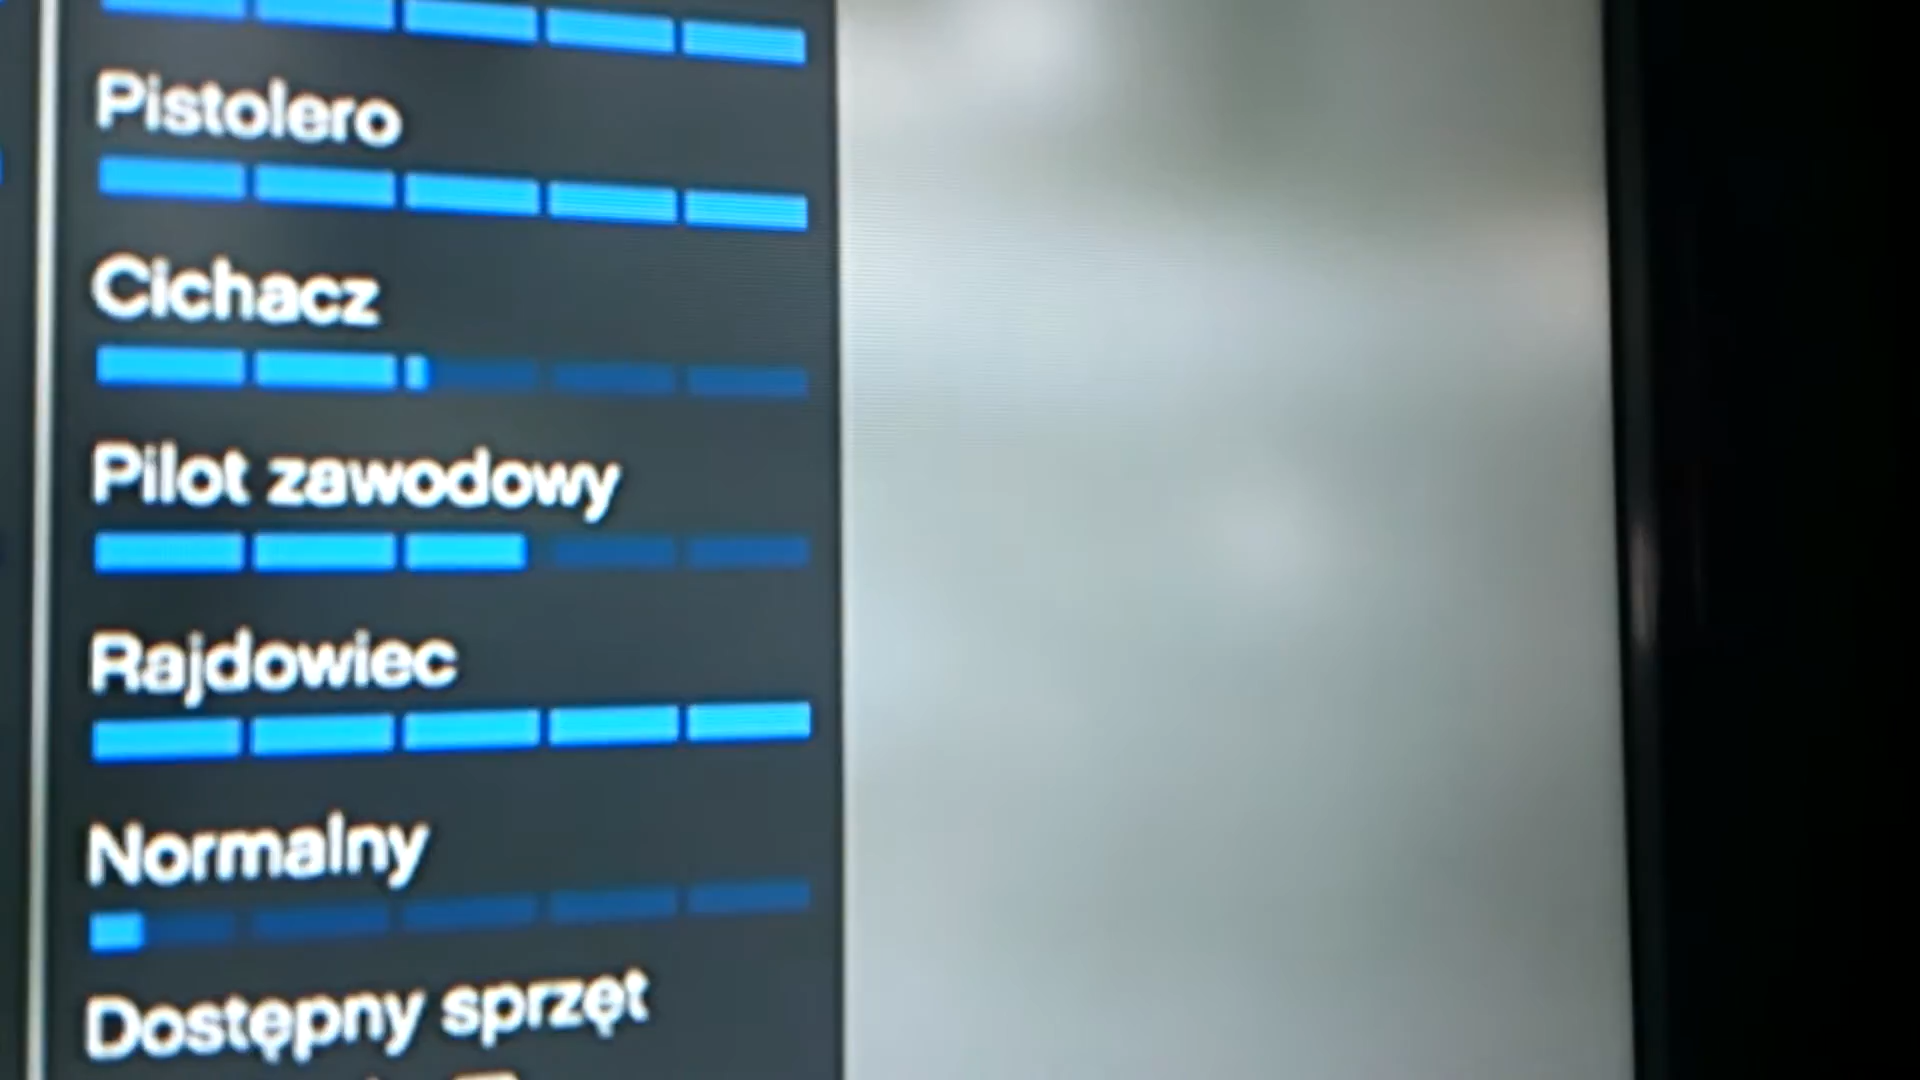 Pistolero
Cichacz
Pilot zawodowy
Rajdowiec
Normalny
Dostępny sprzęt